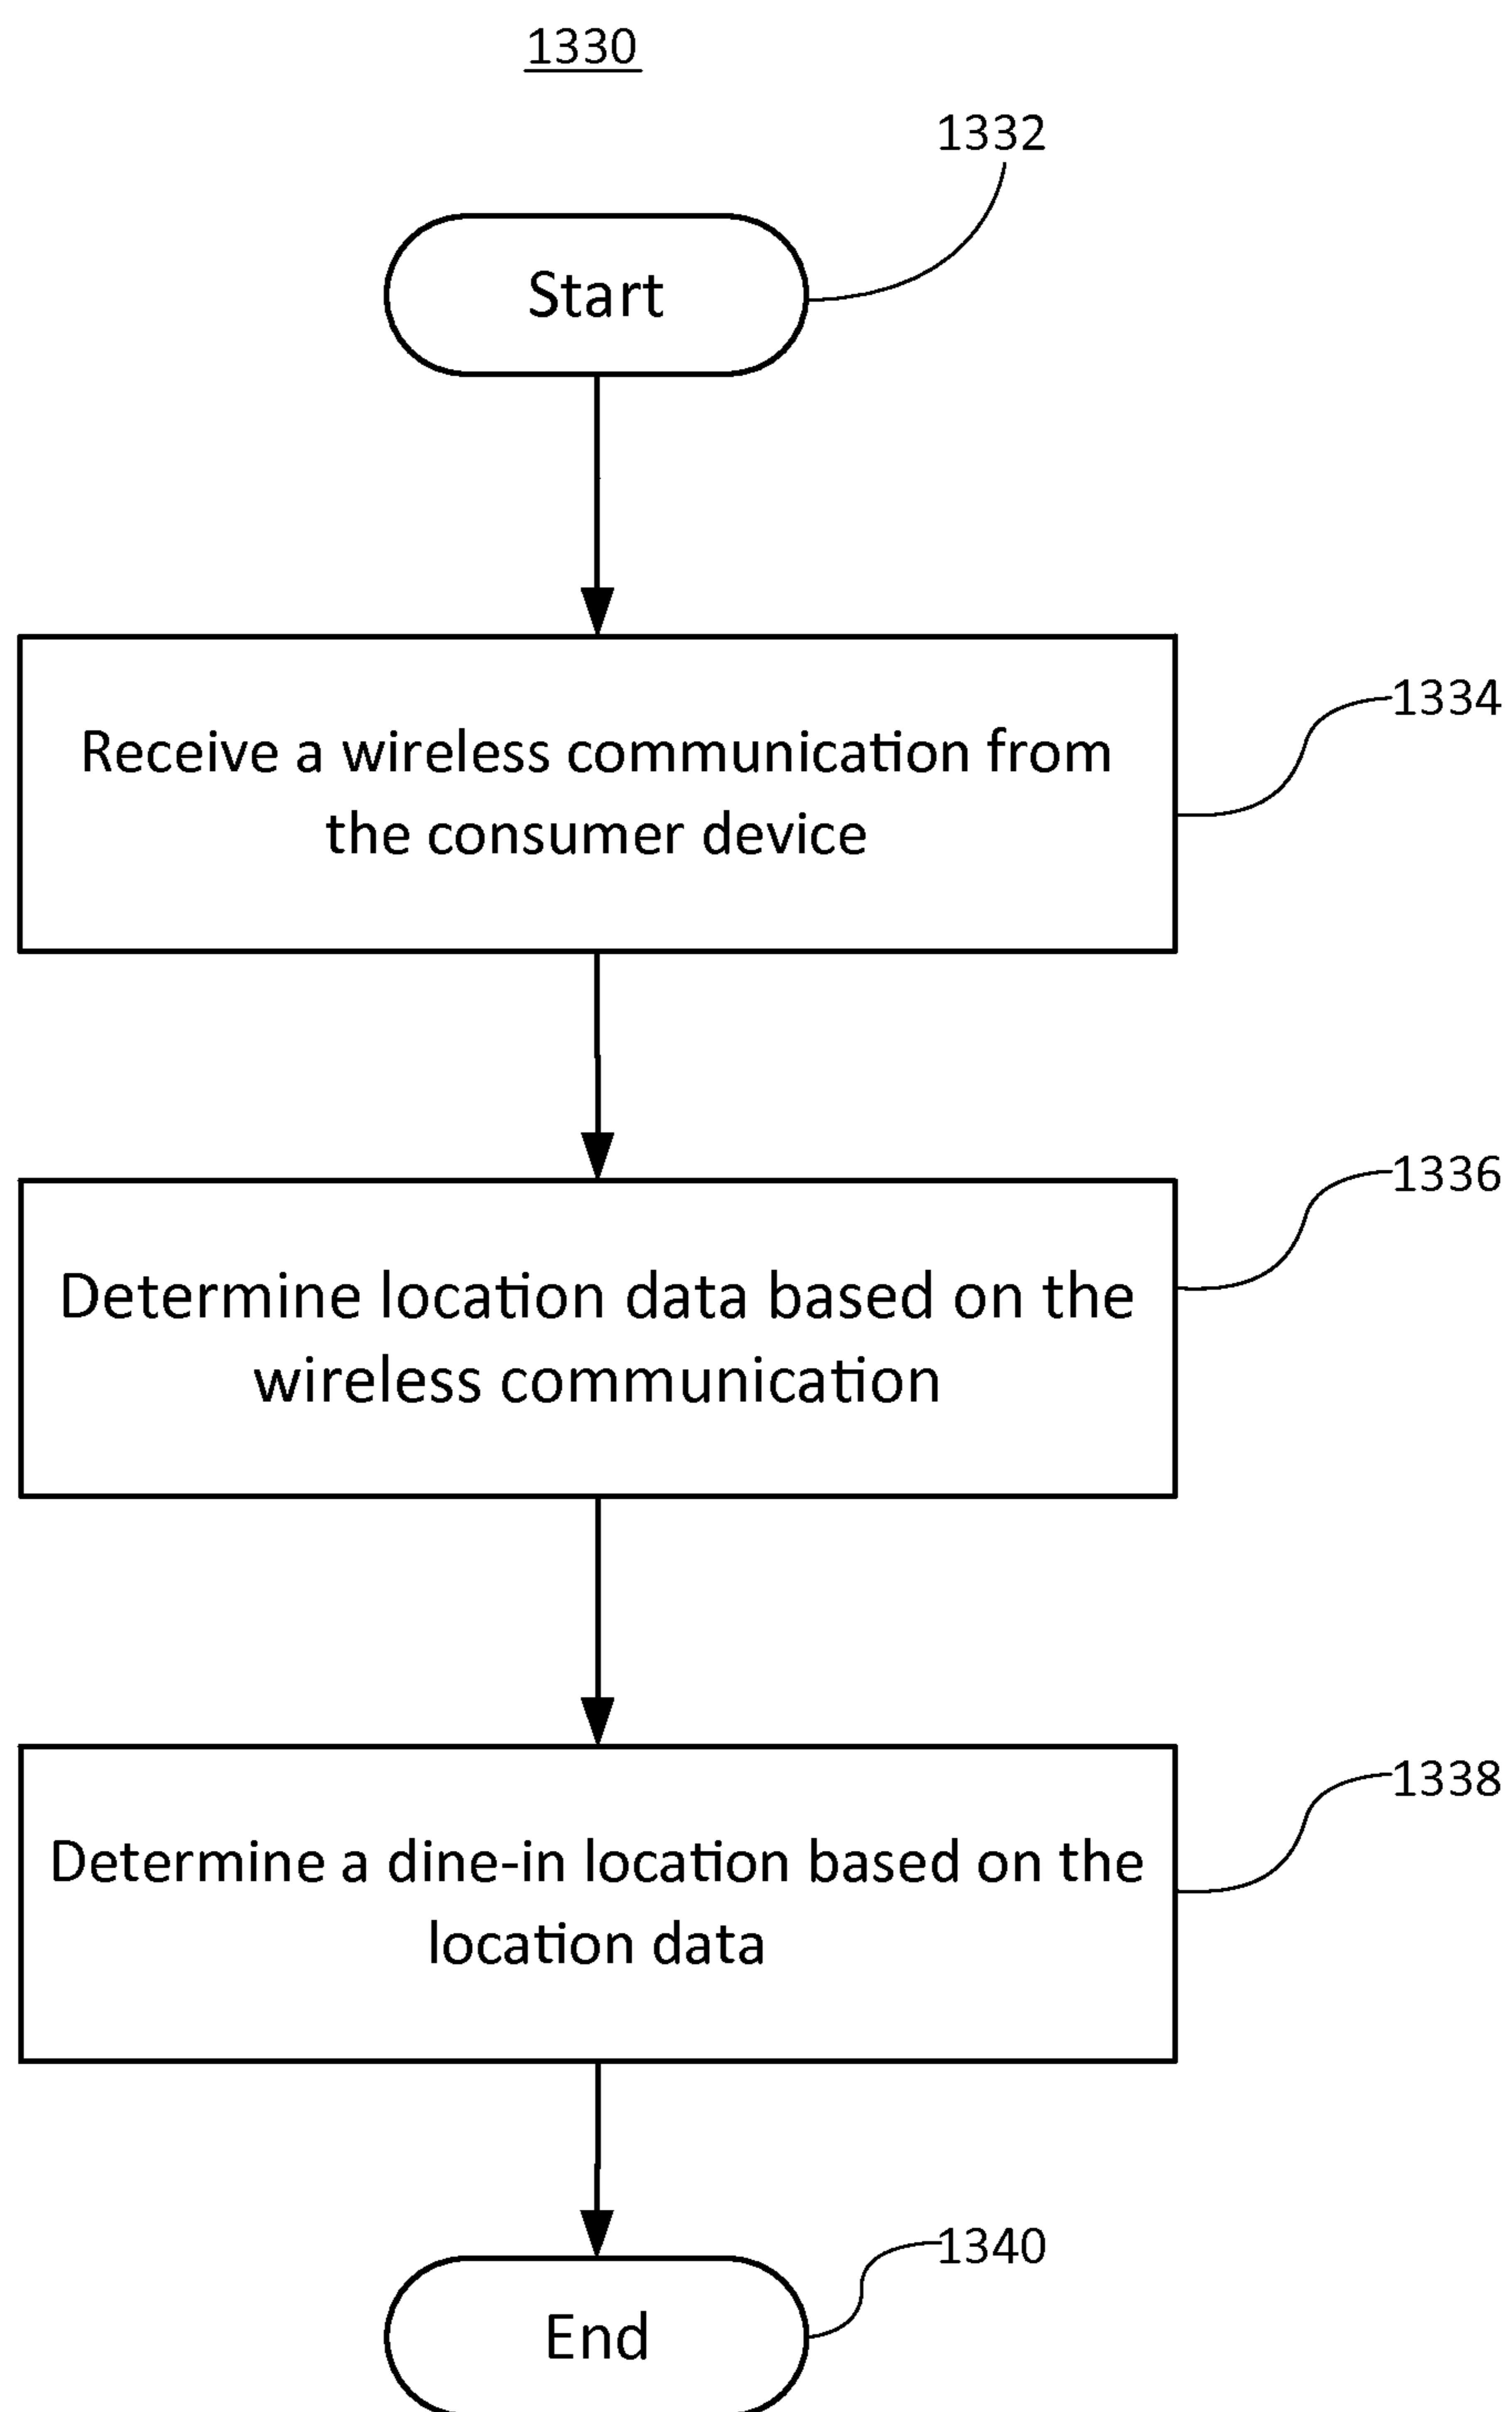 1330
1332
Start
1334
Receive a wireless communication from
the consumer device
1336
Determine location data based on the
wireless communication
1338
Determine a dine-in location based on the
location data
1340
End